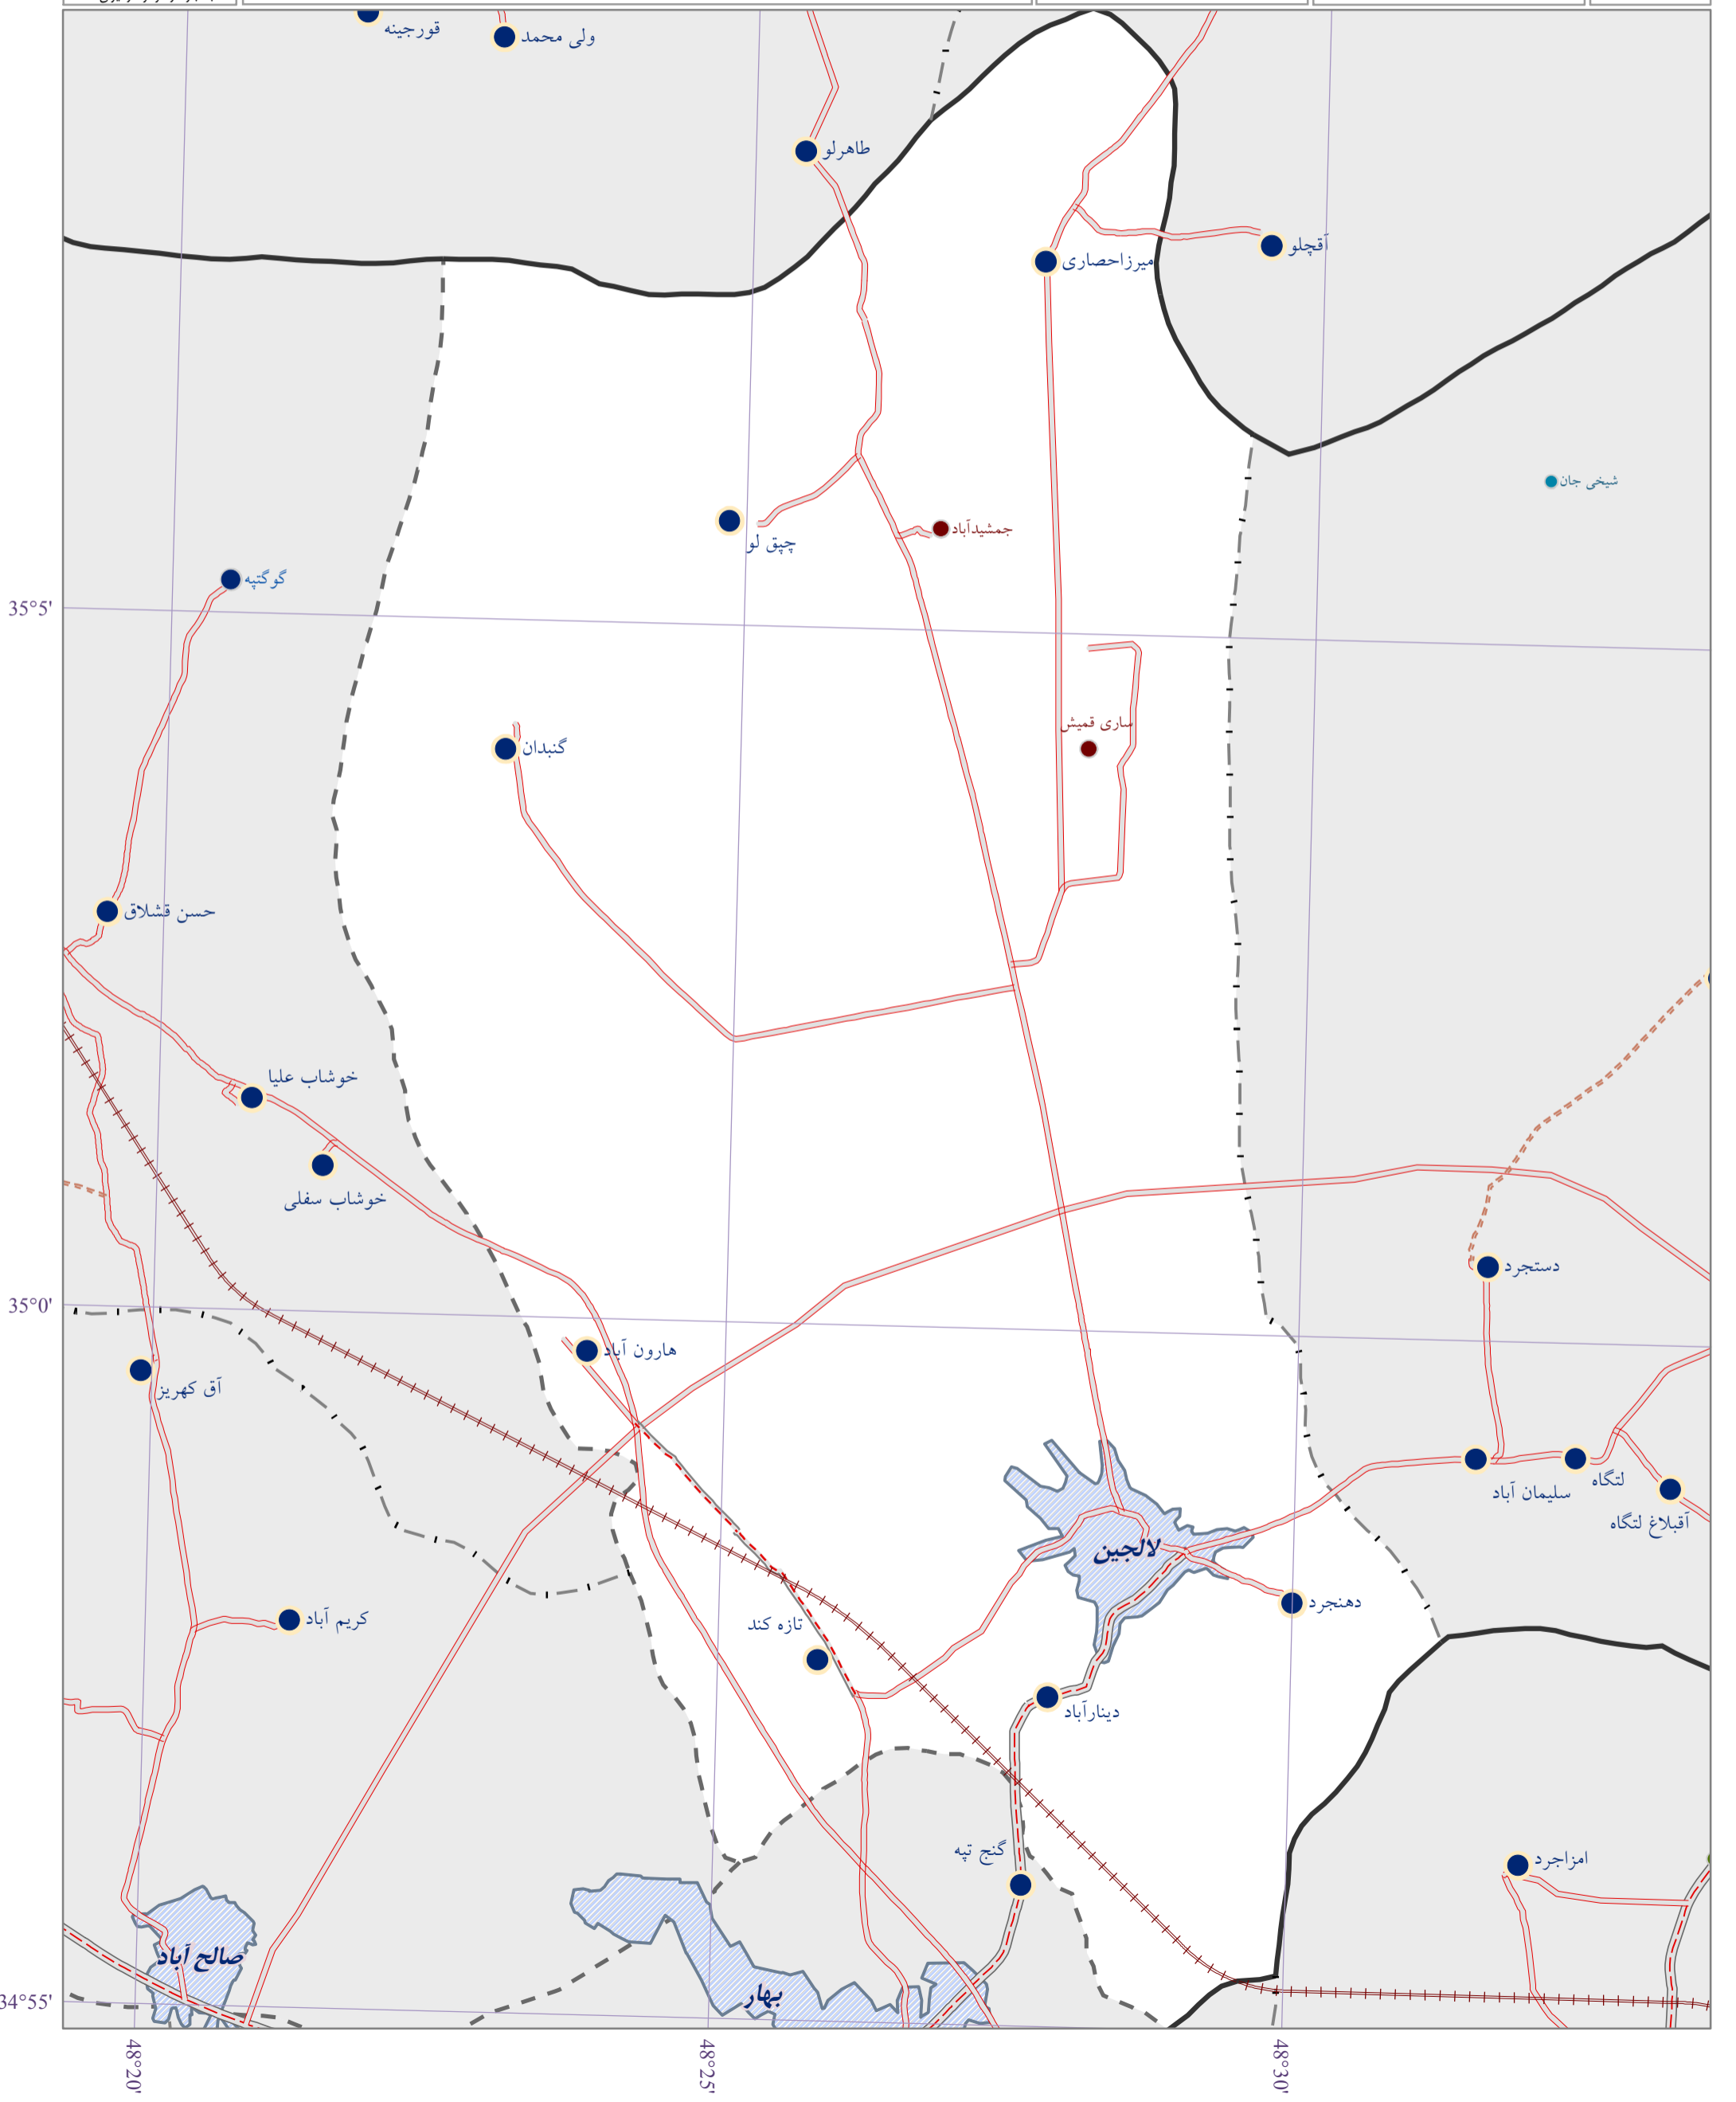 قورجینه
ولی محمد
طاهرلو
آقچلو
میرزاحصاری
شیخی جان
جمشیدآباد
چپق لو
گوگتپه
35°5'
ساری قمیش
گنبدان
حسن قشلاق
خوشاب علیا
خوشاب سفلی
دستجرد
35°0'
هارون آباد
آق کهریز
لتگاه
سلیمان آباد
آقبلاغ لتگاه
لالجین
دهنجرد
کریم آباد
تازه کند
دینارآباد
گنج تپه
امزاجرد
صالح آباد
بهار
34°55'
48°20'
48°25'
48°30'